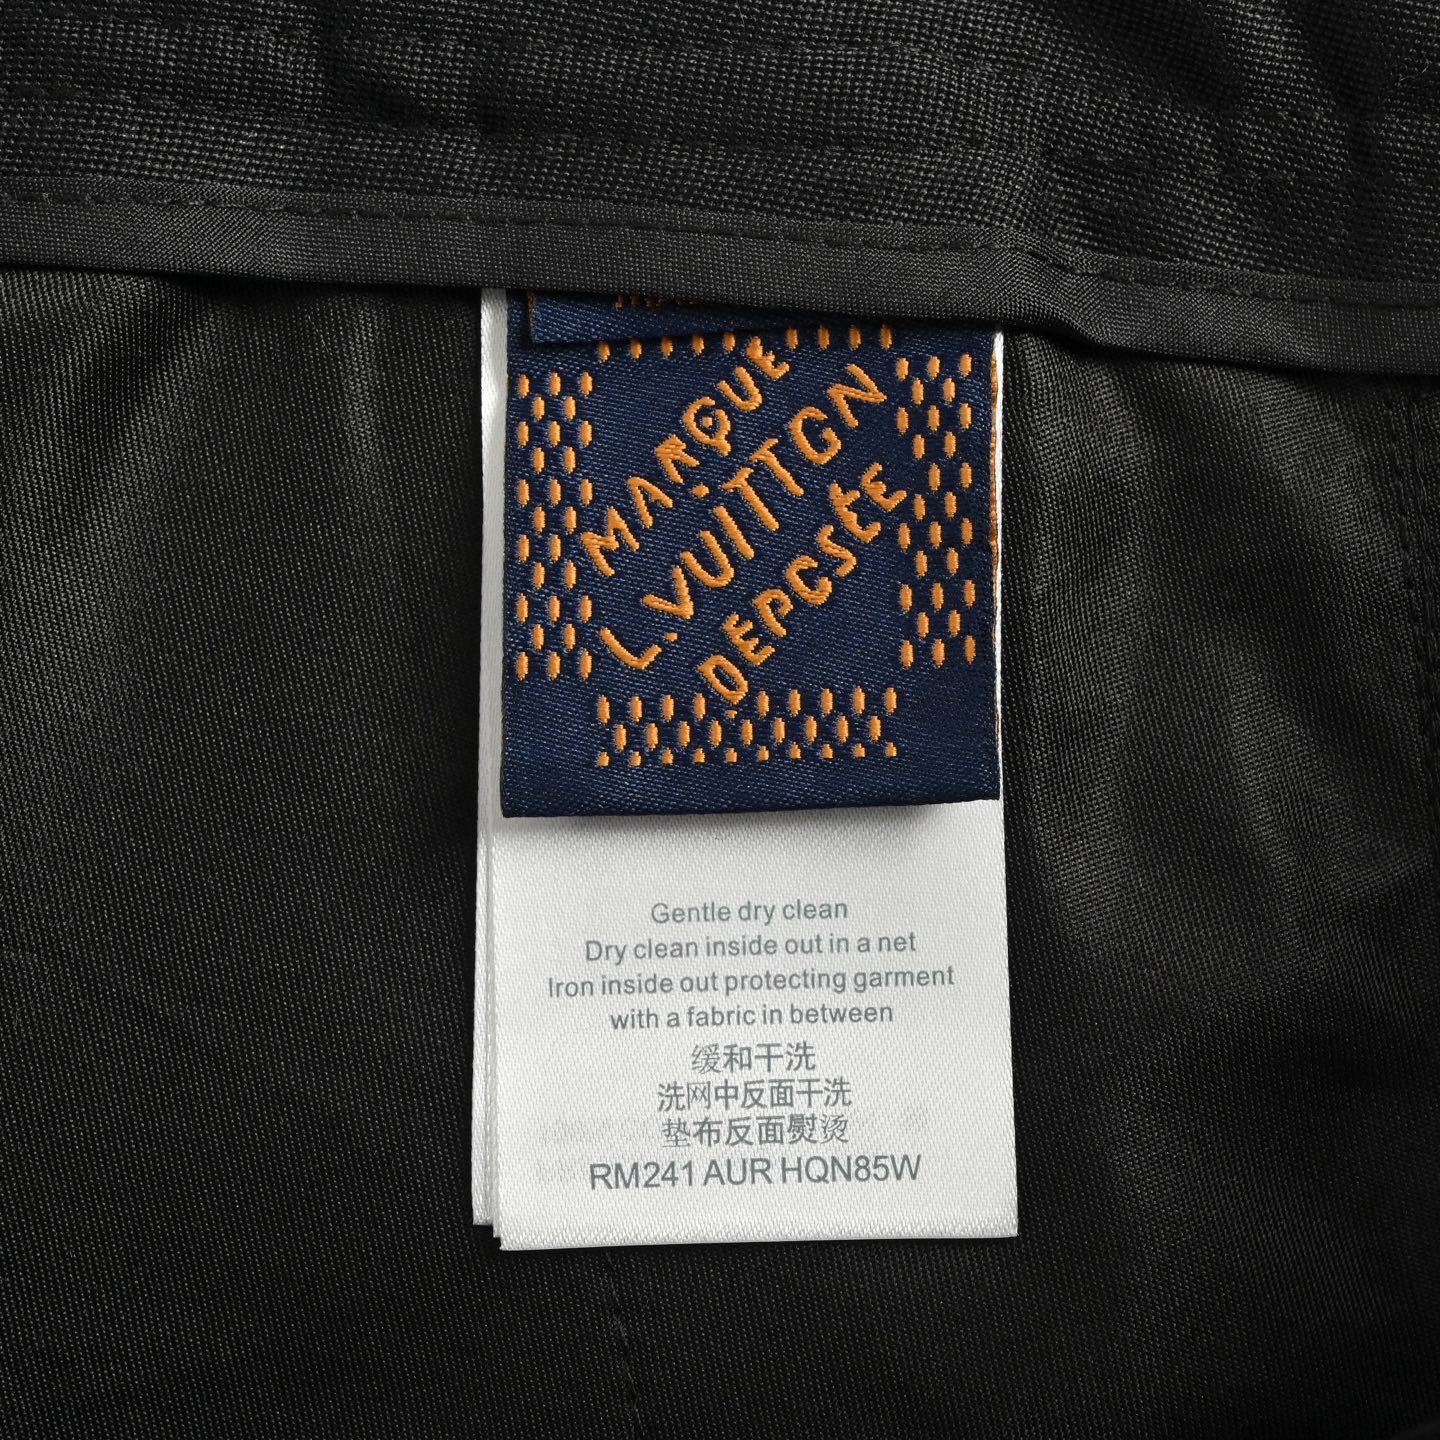 MARQUE
L.VUITTGN
DEPCSÉE
Gentle dry clean
Dry clean inside out in a net
Iron inside out protecting garment
with a fabric in between
缓和干洗
洗网中反面干洗
垫布反面熨烫
RM241 AUR HQN85W